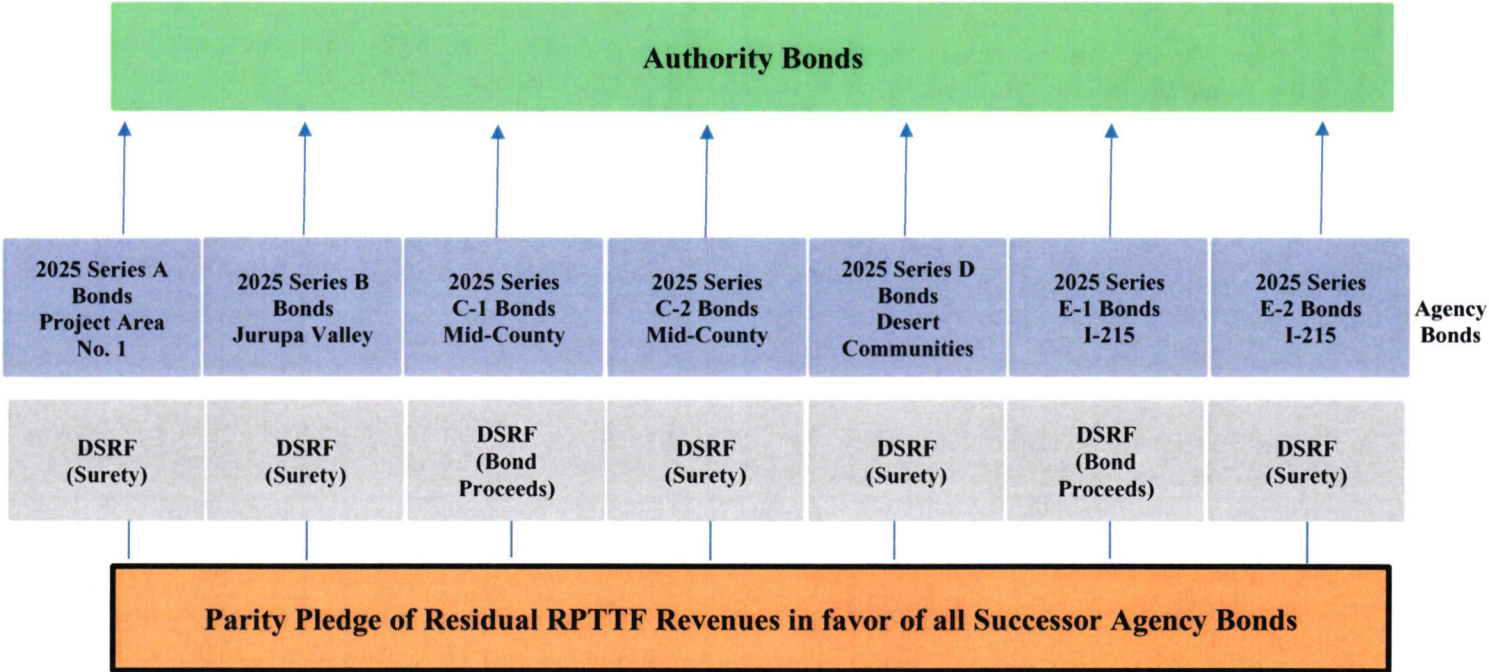 Authority Bonds
2025 Series A
Bonds
Project Area
No. 1
2025 Series B
Bonds
Jurupa Valley
2025 Series
C-1 Bonds
Mid-County
2025 Series
C-2 Bonds
Mid-County
2025 Series D
Bonds
Desert
Communities
2025 Series
E-1 Bonds
I-215
2025 Series
E-2 Bonds
I-215
Agency
Bonds
DSRF
(Surety)
DSRF
(Surety)
DSRF
(Bond
Proceeds)
DSRF
(Surety)
DSRF
(Surety)
DSRF
(Bond
Proceeds)
DSRF
(Surety)
Parity Pledge of Residual RPTTF Revenues in favor of all Successor Agency Bonds